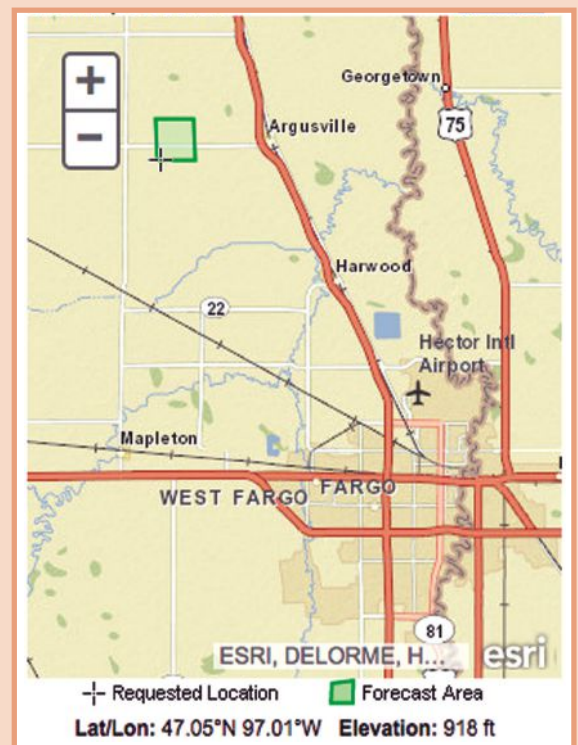 +
−
Georgetown
75
Argusville
Harwood
22
Hector Intl
Airport
Mapleton
WEST FARGO
FARGO
81
ESRI, DELORME, H...
esri
Requested Location
Forecast Area
Lat/Lon: 47.05°N 97.01°W Elevation: 918 ft